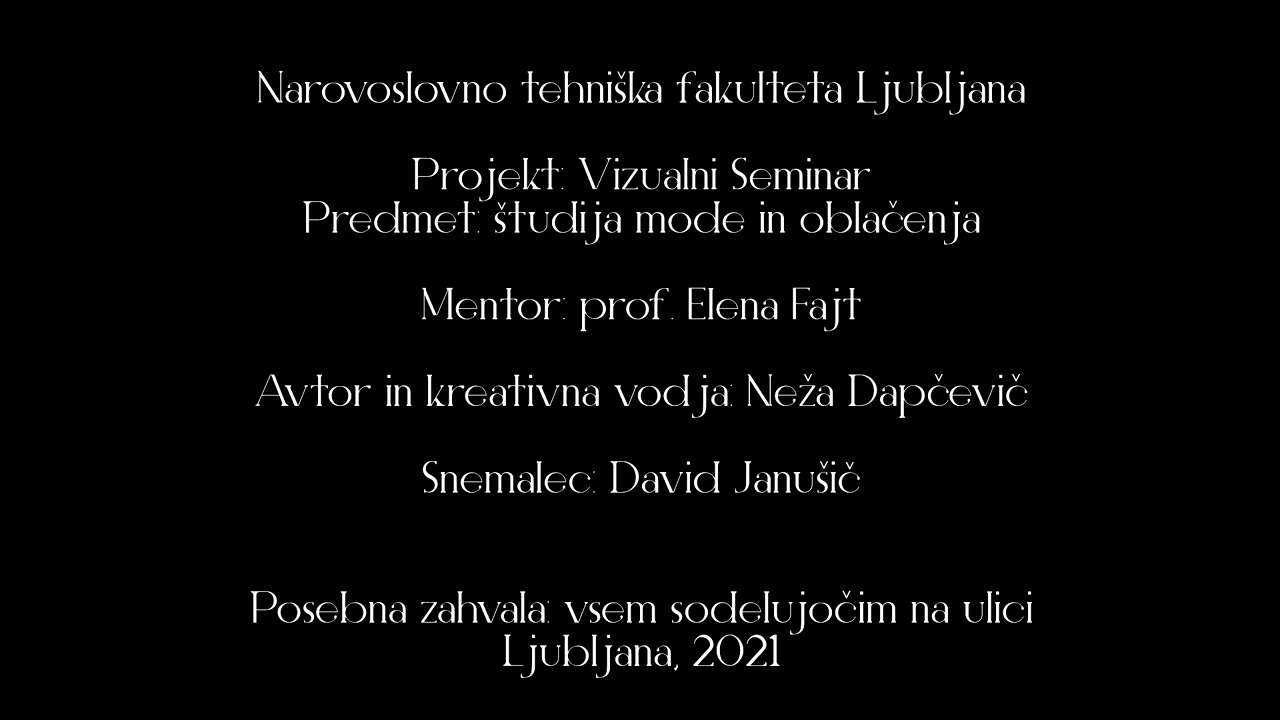 Narovoslovno tehniška fakulteta Ljubljana
Projekt: Vizualni Seminar
Predmet: študija mode in oblačenja
Mentor: prof. Elena Fajt
Avtor in kreativna vodja: Neža Dapčevič
Snemalec: David Janušič
Posebna zahvala: vsem sodelujočim na ulici
Ljubljana, 2021